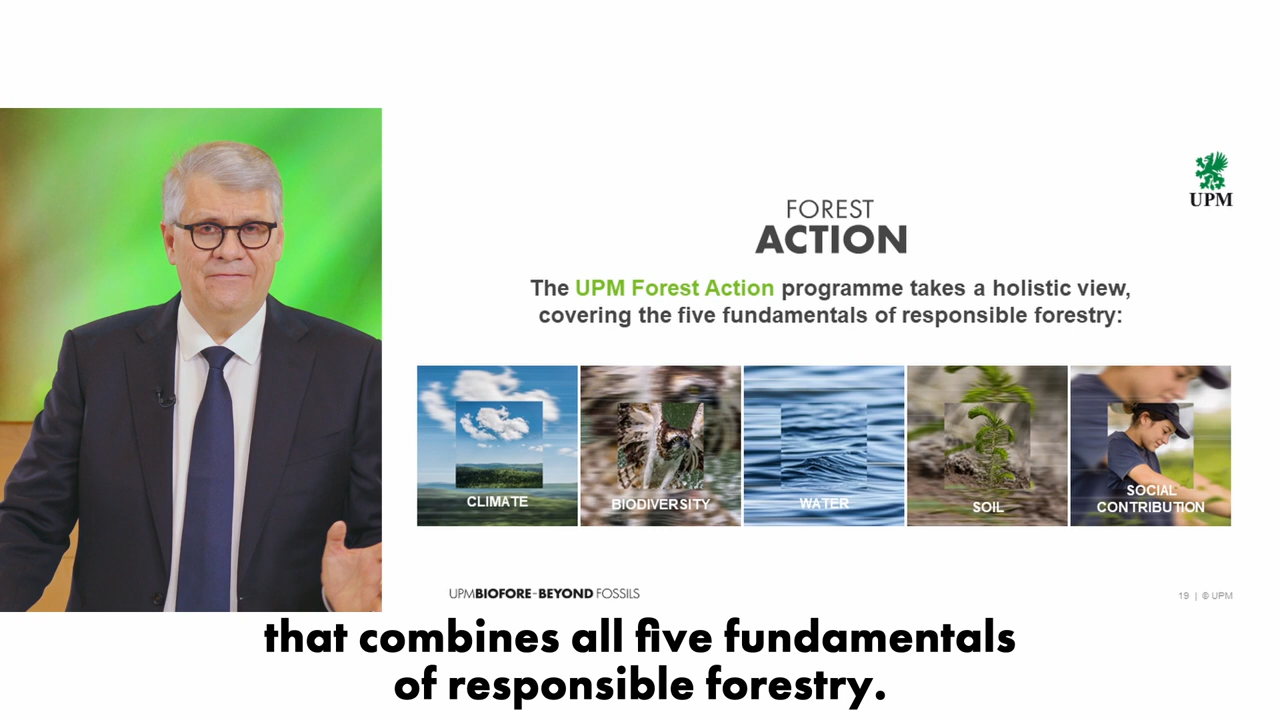 UPM
FOREST
ACTION
The UPM Forest Action programme takes a holistic view,
covering the five fundamentals of responsible forestry:
CLIMATE
BIODIVERSITY
WATER
SOIL
SOCIAL
CONTRIBUTION
UPMBIOFORE–BEYOND FOSSILS
19 | © UPM
that combines all five fundamentals
of responsible forestry.